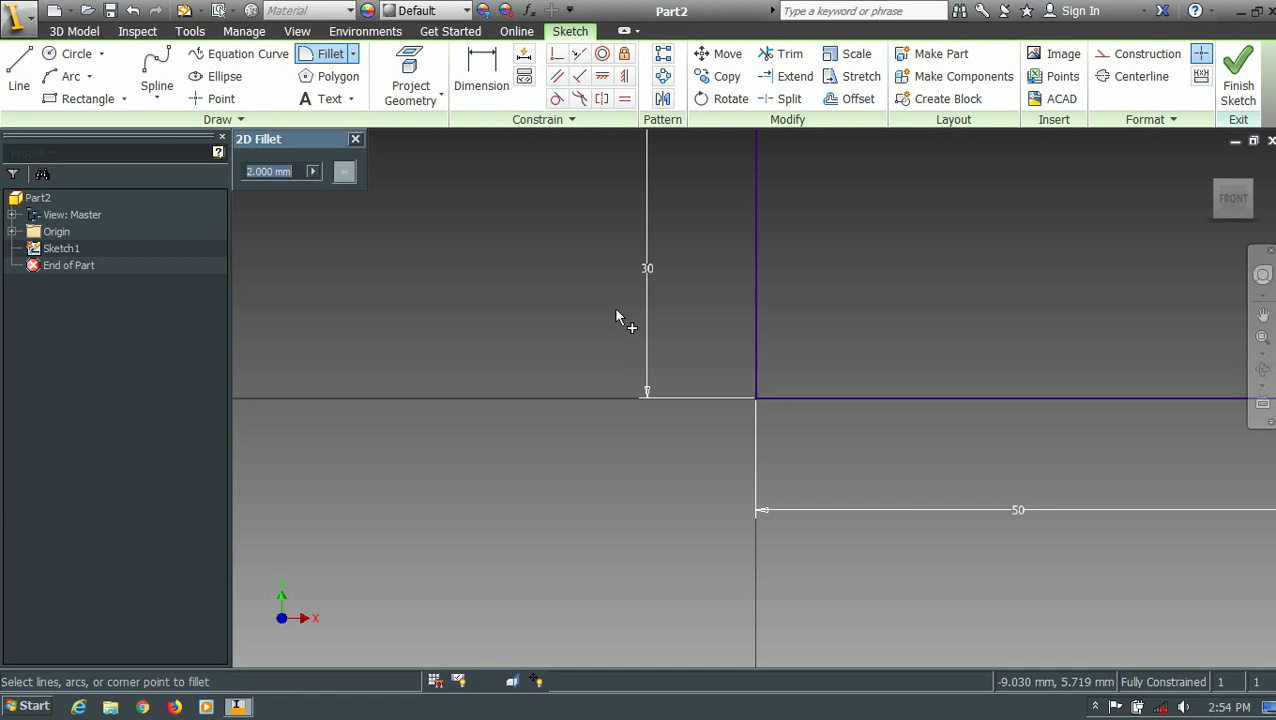 Material Default fx Part2 Type a keyword or phrase Sign In
3D Model Inspect Tools Manage View Environments Get Started Online Sketch
Circle Equation Curve Fillet Move Trim Scale Make Part Construction
Arc Ellipse Polygon Copy Extend Stretch Make Components Centerline
Line Spline Project Geometry Dimension Image Points Finish Sketch
Rectangle Point Text Rotate Split Offset Create Block ACAD
Draw Constrain Pattern Modify Layout Insert Format Exit
2D Fillet
2.000 mm
Part2
View: Master
Origin
Sketch1
End of Part
FRONT
30
50
X
Select lines, arcs, or corner point to fillet -9.030 mm, 5.719 mm Fully Constrained 1 1
Start 2:54 PM